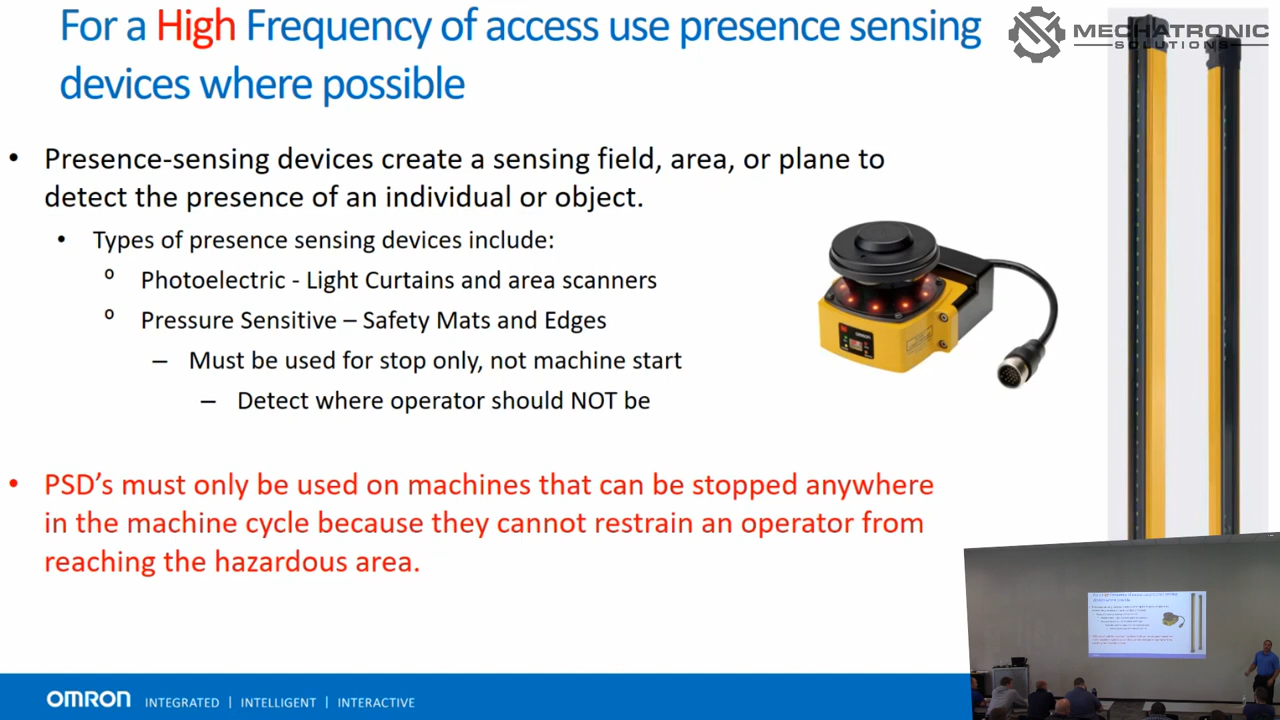 For a High Frequency of access use presence sensing
devices where possible
MECHATRONIC
SOLUTIONS
• Presence-sensing devices create a sensing field, area, or plane to
detect the presence of an individual or object.
• Types of presence sensing devices include:
º Photoelectric - Light Curtains and area scanners
º Pressure Sensitive – Safety Mats and Edges
– Must be used for stop only, not machine start
– Detect where operator should NOT be
• PSD's must only be used on machines that can be stopped anywhere
in the machine cycle because they cannot restrain an operator from
reaching the hazardous area.
OMRON INTEGRATED | INTELLIGENT | INTERACTIVE